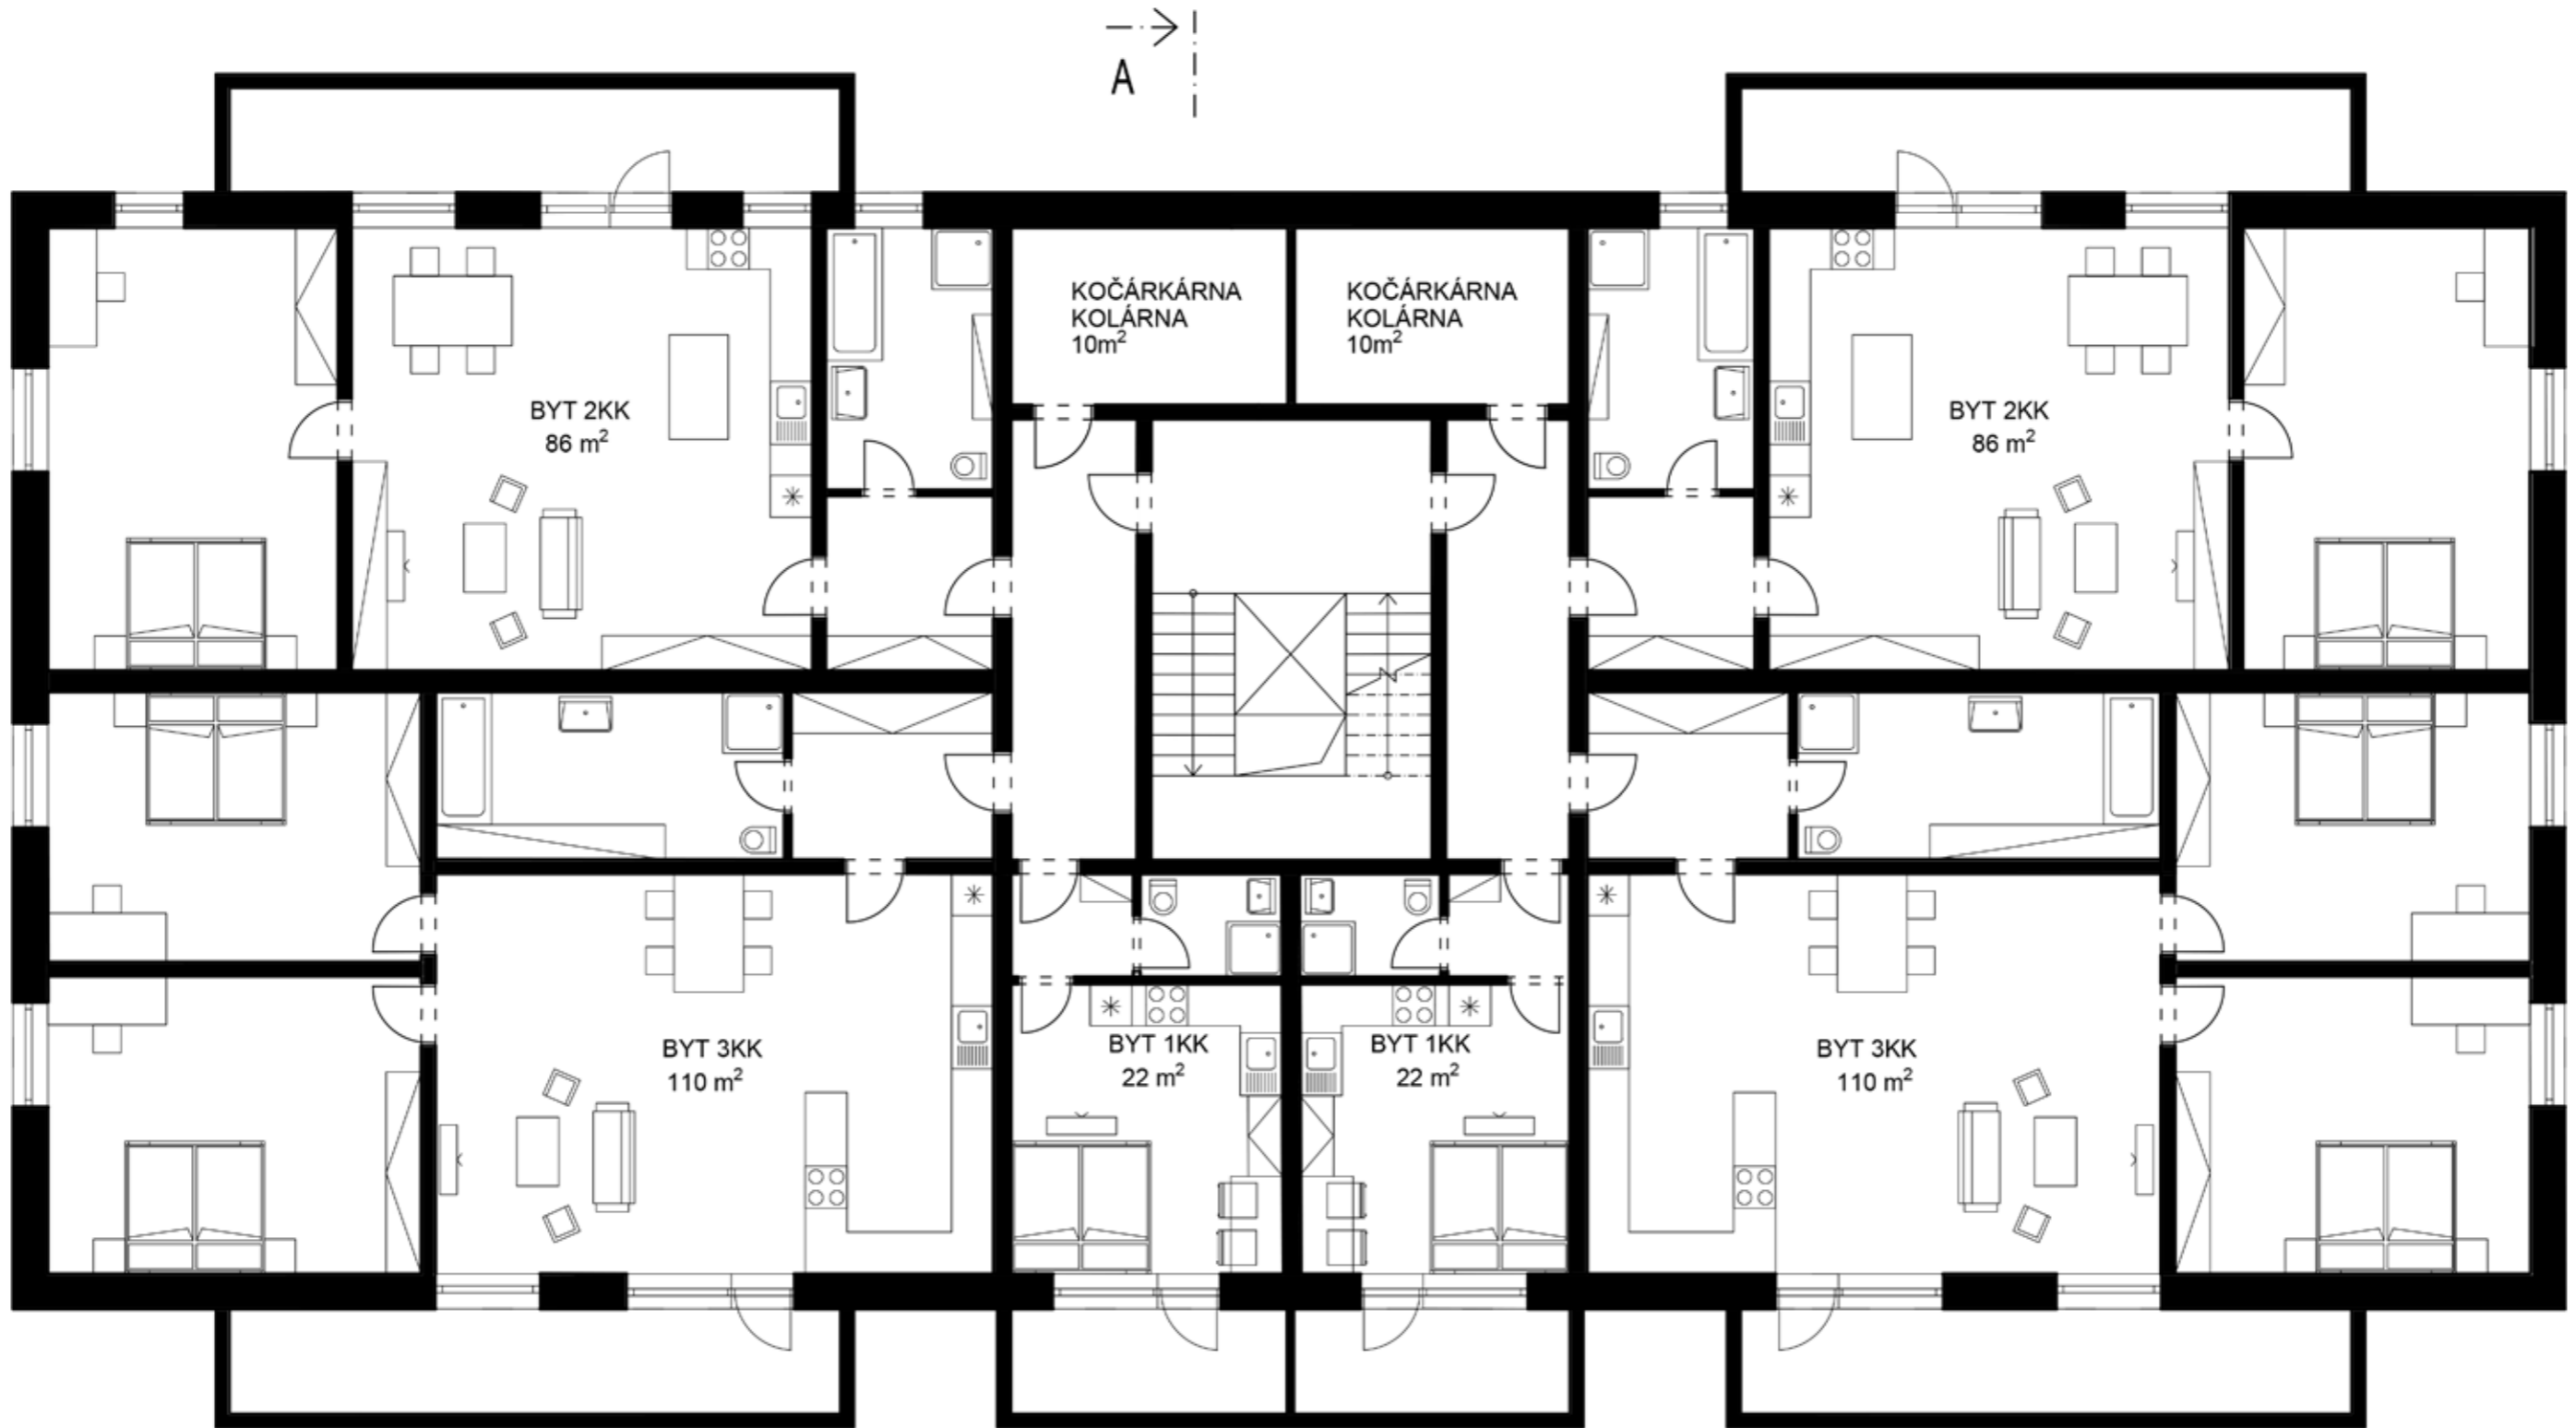 A
KOČÁRKÁRNA
KOLÁRNA
10m²
KOČÁRKÁRNA
KOLÁRNA
10m²
BYT 2KK
86 m²
BYT 2KK
86 m²
BYT 3KK
110 m²
BYT 1KK
22 m²
BYT 1KK
22 m²
BYT 3KK
110 m²